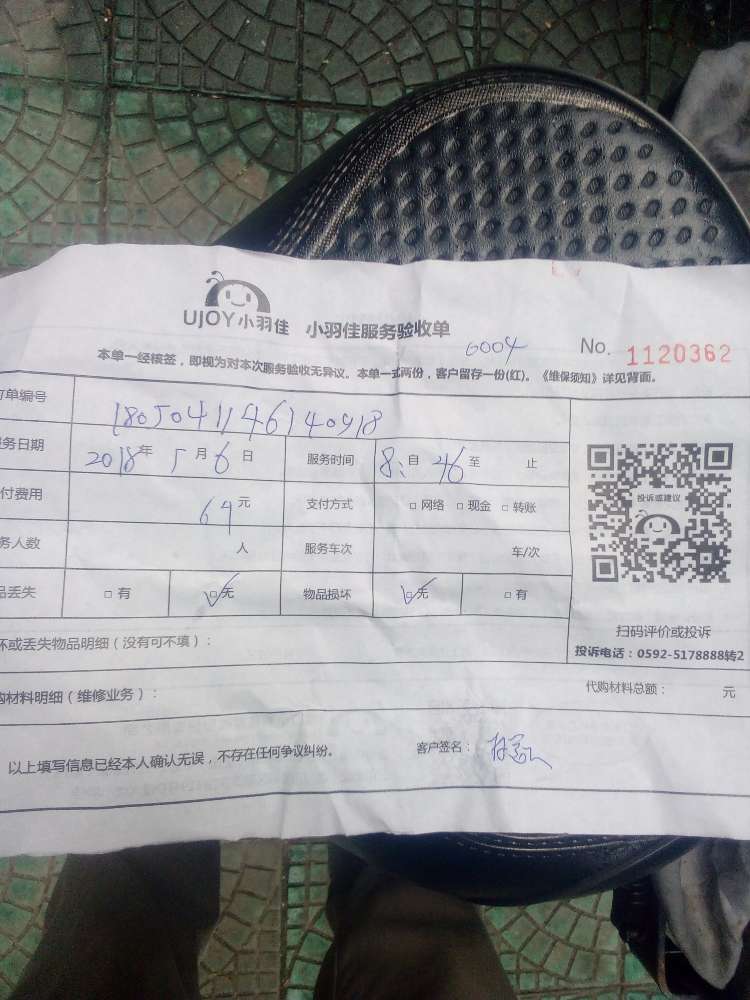 UJOY小羽佳 小羽佳服务验收单 6004 No. 1120362
本单一经核签，即视为对本次服务验收无异议。本单一式两份，客户留存一份(红)。《维保须知》详见背面。
订单编号
服务日期 2018年 5月 6日 服务时间 8: 自 46 至 止
付费用 64元 支付方式 □ 网络 □ 现金 □ 转账
务人数 人 服务车次 车/次
品丢失 □ 有 ☑无 物品损坏 ☑无 □ 有
投诉或建议
扫码评价或投诉
投诉电话：0592-5178888转2
坏或丢失物品明细（没有可不填）：
购材料明细（维修业务）： 代购材料总额： 元
以上填写信息已经本人确认无误，不存在任何争议纠纷。 客户签名：